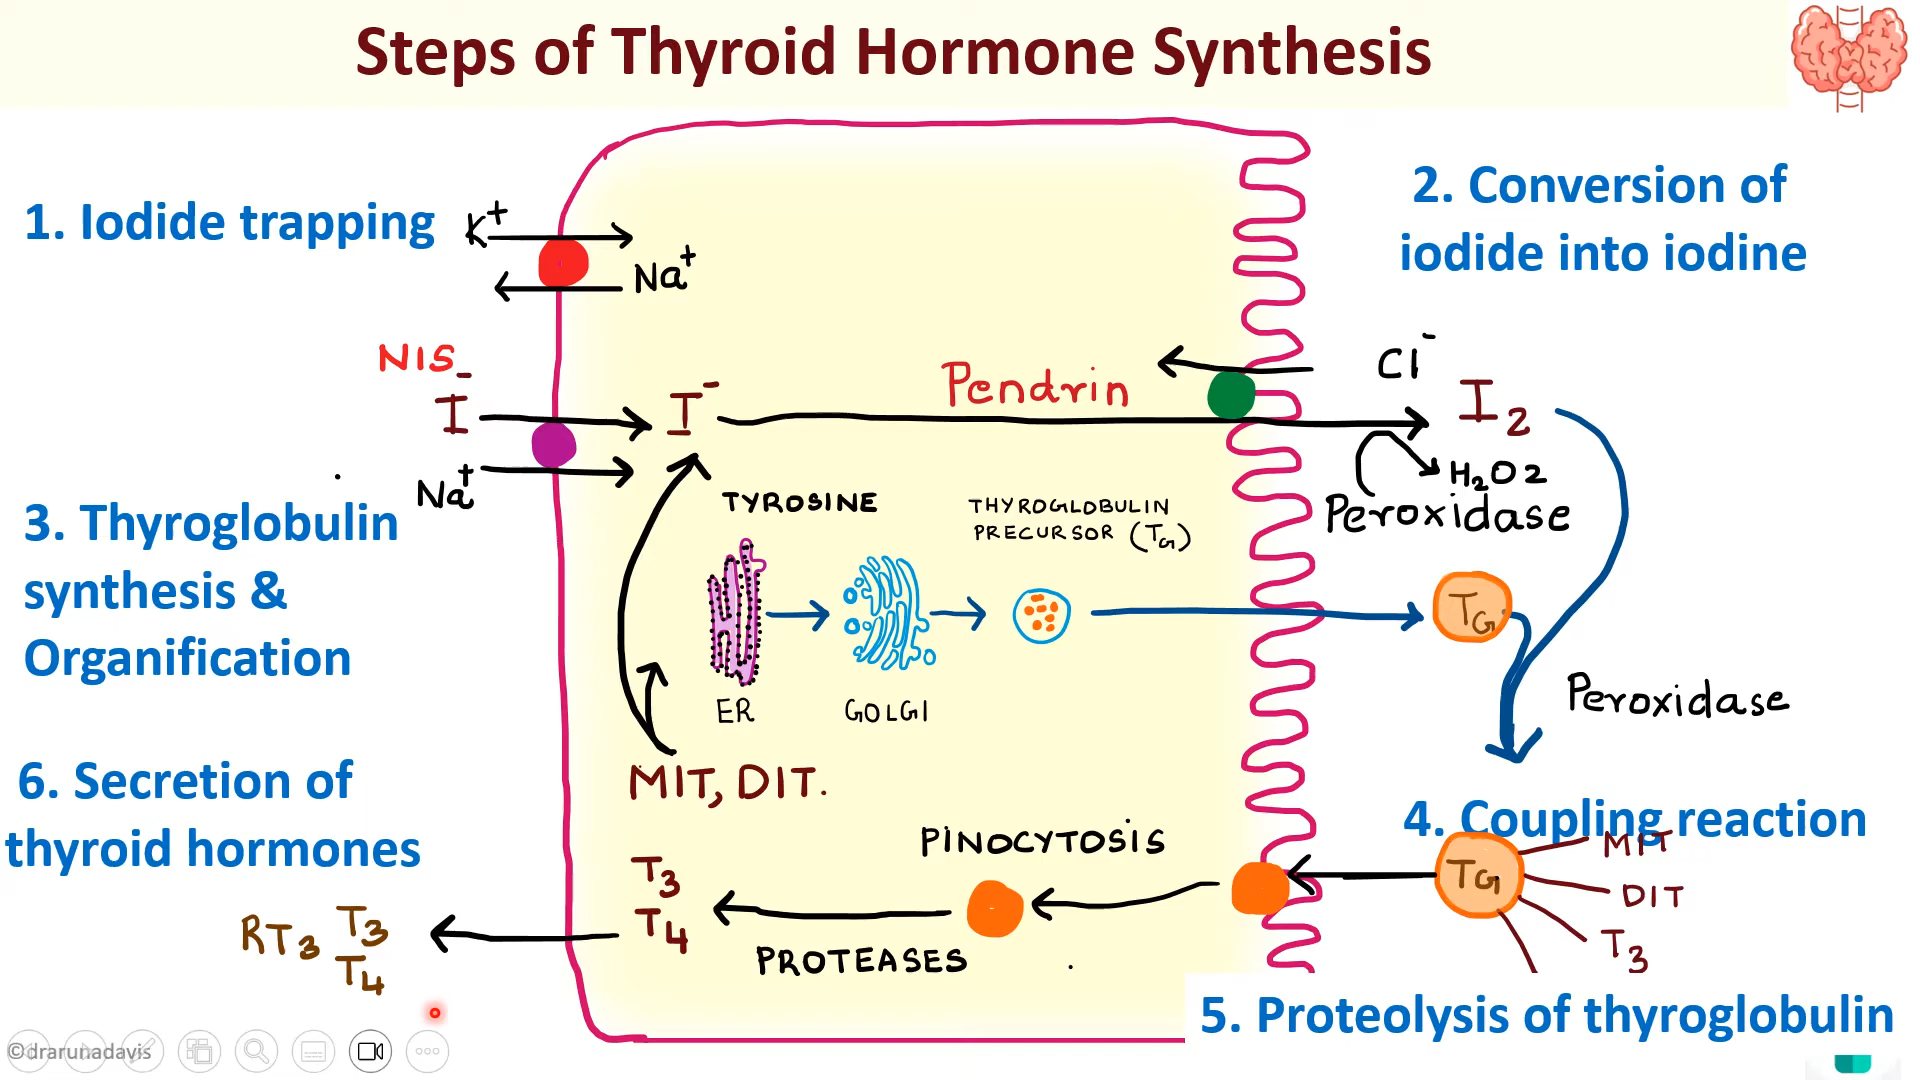 Steps of Thyroid Hormone Synthesis
1. Iodide trapping
K+
Na+
2. Conversion of
iodide into iodine
NIS
I-
Na+
I-
Pendrin
Cl-
I2
H2O2
Peroxidase
3. Thyroglobulin
synthesis &
Organification
TYROSINE
THYROGLOBULIN
PRECURSOR (TG)
ER
GOLGI
TG
Peroxidase
MIT, DIT.
6. Secretion of
thyroid hormones
4. Coupling reaction
PINOCYTOSIS
TG
MIT
DIT
T3
T3
T4
PROTEASES
RT3
T3
T4
5. Proteolysis of thyroglobulin
©drarunadavis